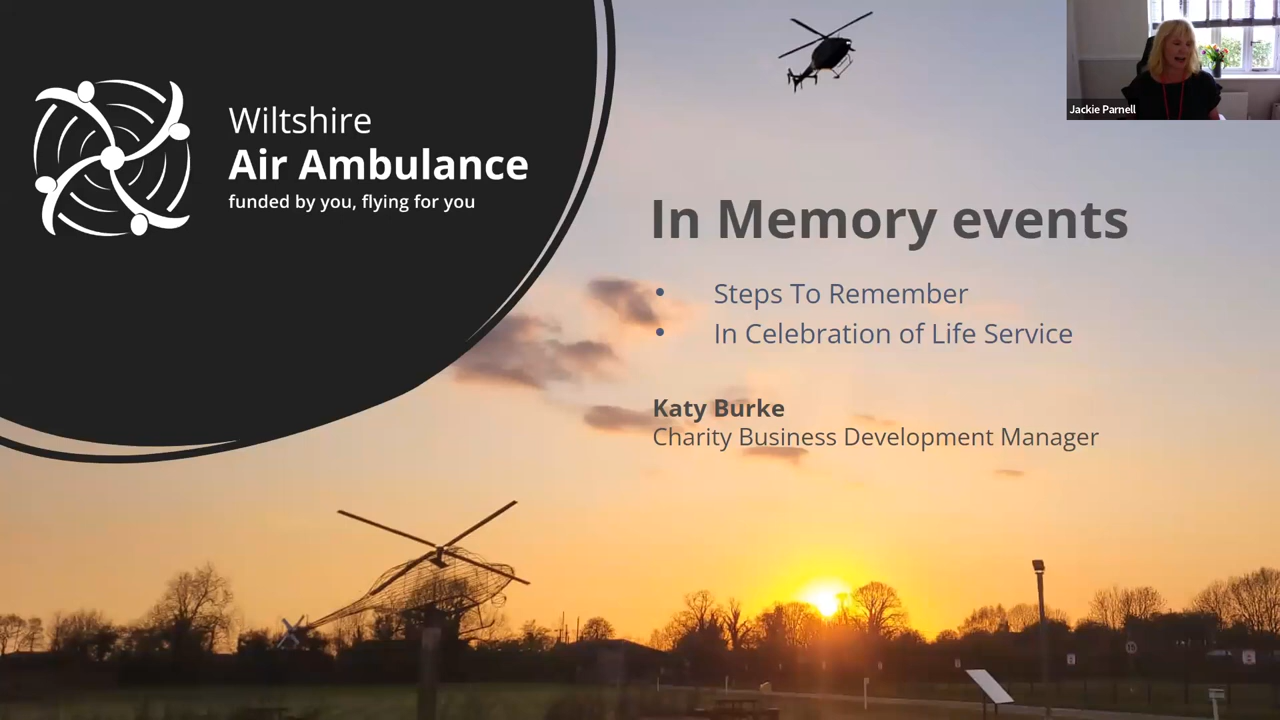 Wiltshire
Air Ambulance
funded by you, flying for you
Jackie Parnell
In Memory events
• Steps To Remember
• In Celebration of Life Service
Katy Burke
Charity Business Development Manager